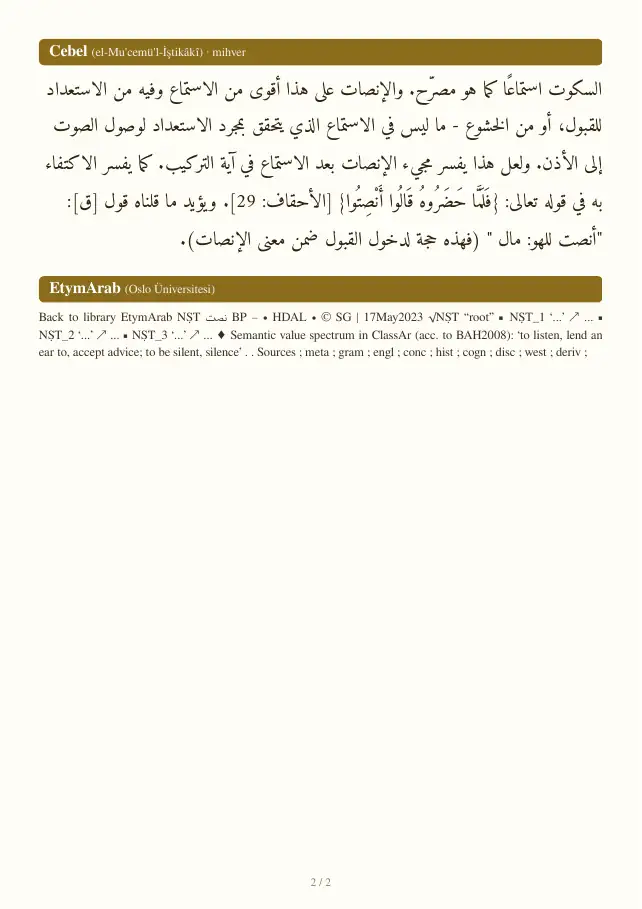 Cebel (el-Mu'cemü'l-İştikâkî) · mihver
السكوت استماعًا كما هو مصرّح. والإنصات على هذا أقوى من الاستماع وفيه من الاستعداد
للقبول، أو من الخشوع - ما ليس في الاستماع الذي يتحقق بمجرد الاستعداد لوصول الصوت
إلى الأذن. ولعل هذا يفسر مجيء الإنصات بعد الاستماع في آية التركيب. كما يفسر الاكتفاء
به في قوله تعالى: {فَلَمَّا حَضَرُوهُ قَالُوا أَنْصِتُوا} [الأحقاف: 29]. ويؤيد ما قلناه قول [ق]:
"أنصت للهو: مال " (فهذه حجة لدخول القبول ضمن معنى الإنصات).
EtymArab (Oslo Üniversitesi)
Back to library EtymArab NṢT نصت BP – • HDAL • © SG | 17May2023 √NṢT “root” ▪ NṢT_1 ‘...’ ↗ ... ▪
NṢT_2 ‘...’ ↗ ... ▪ NṢT_3 ‘...’ ↗ ... ♦ Semantic value spectrum in ClassAr (acc. to BAH2008): ‘to listen, lend an
ear to, accept advice; to be silent, silence’ . . Sources ; meta ; gram ; engl ; conc ; hist ; cogn ; disc ; west ; deriv ;
2 / 2